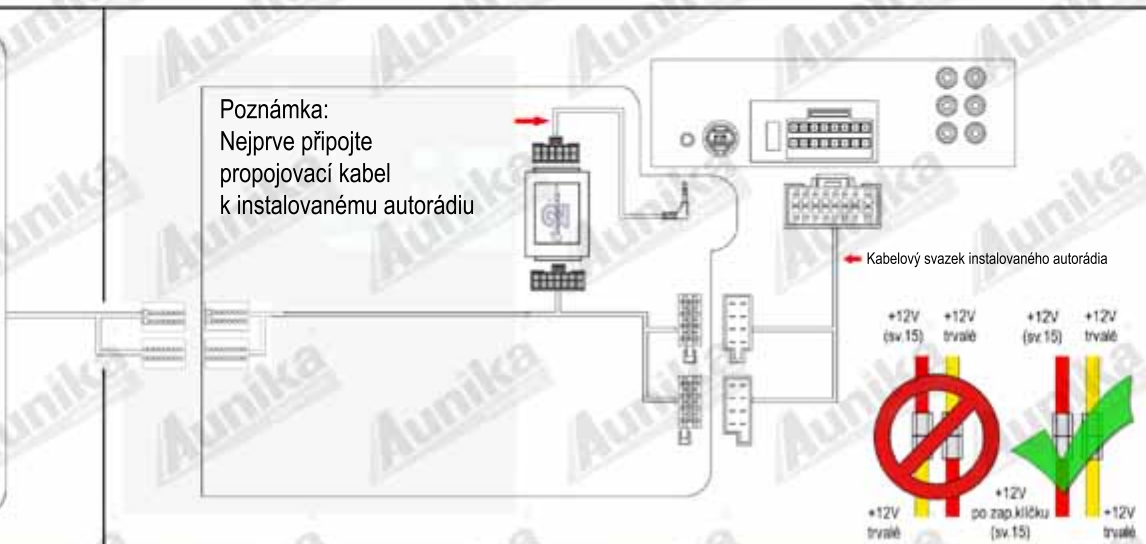 Poznámka:
Nejprve připojte
propojovací kabel
k instalovanému autorádiu
Kabelový svazek instalovaného autorádia
+12V +12V +12V +12V
(sv.15) trvalé (sv.15) trvalé
+12V
trvalé
+12V
po zap.klíčku
(sv.15)
+12V
trvalé
Aunika